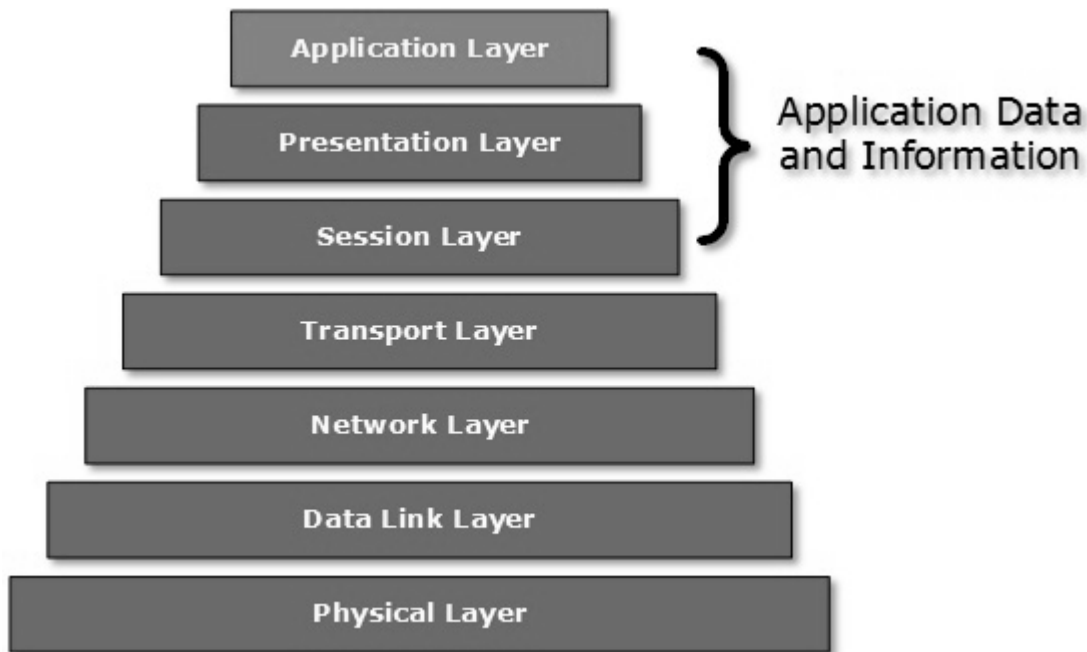 Application Layer
Presentation Layer
Session Layer
Transport Layer
Network Layer
Data Link Layer
Physical Layer
Application Data
and Information